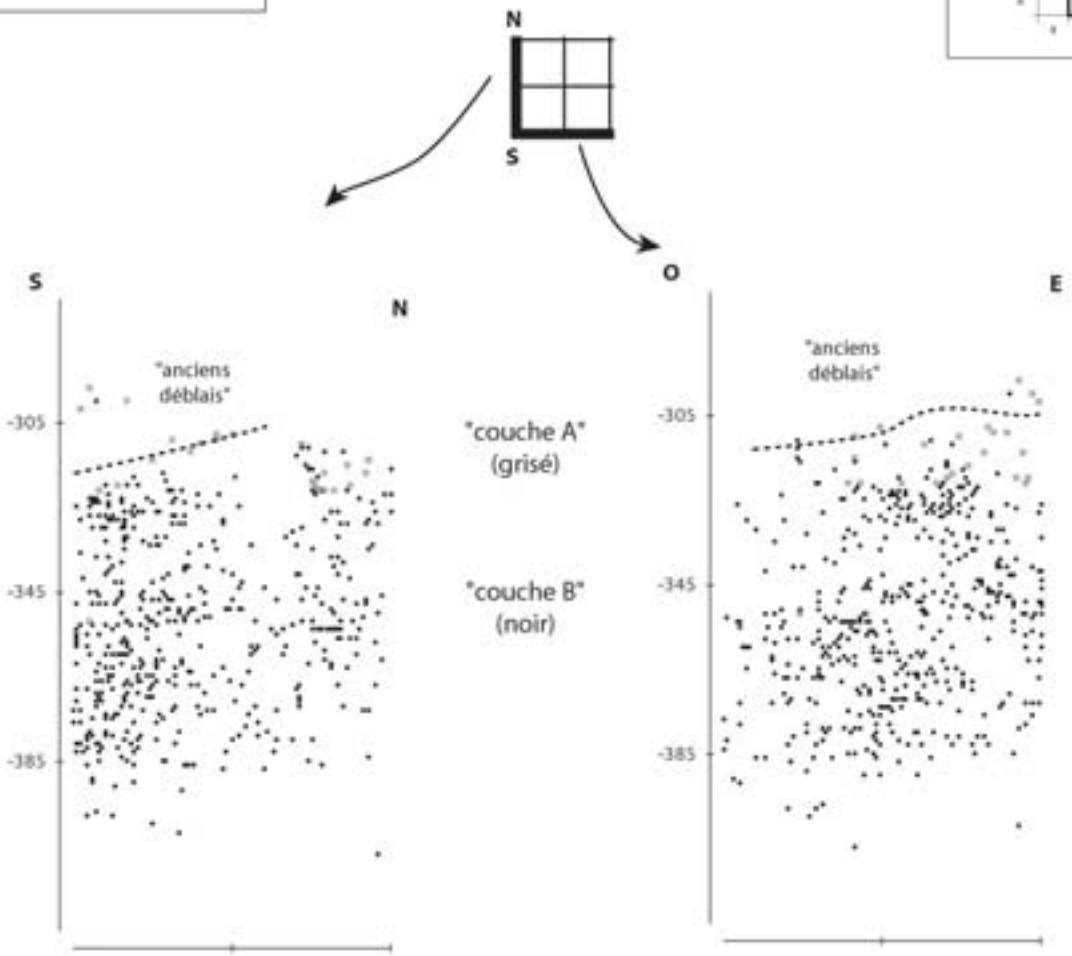 N
S
S
N
O
E
"anciens
déblais"
-305
-345
-385
"couche A"
(grisé)
"couche B"
(noir)
"anciens
déblais"
-305
-345
-385